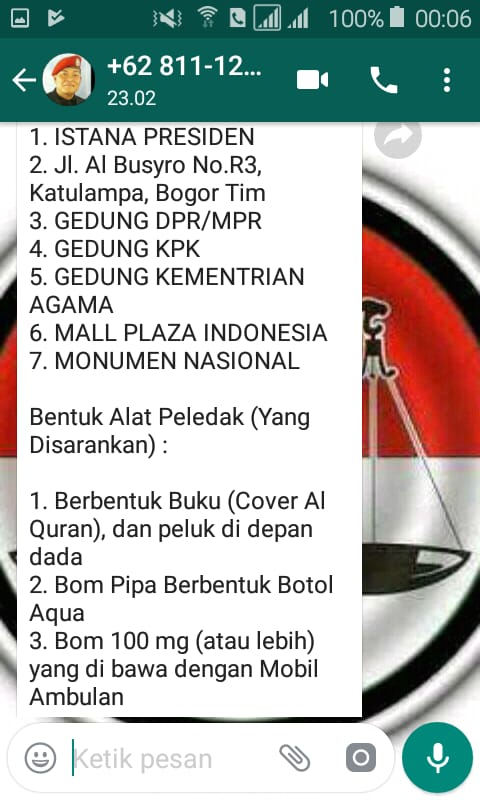 100% 00:06
+62 811-12...
23.02
1. ISTANA PRESIDEN
2. Jl. Al Busyro No.R3,
Katulampa, Bogor Tim
3. GEDUNG DPR/MPR
4. GEDUNG KPK
5. GEDUNG KEMENTRIAN
AGAMA
6. MALL PLAZA INDONESIA
7. MONUMEN NASIONAL
Bentuk Alat Peledak (Yang
Disarankan) :
1. Berbentuk Buku (Cover Al
Quran), dan peluk di depan
dada
2. Bom Pipa Berbentuk Botol
Aqua
3. Bom 100 mg (atau lebih)
yang di bawa dengan Mobil
Ambulan
Ketik pesan